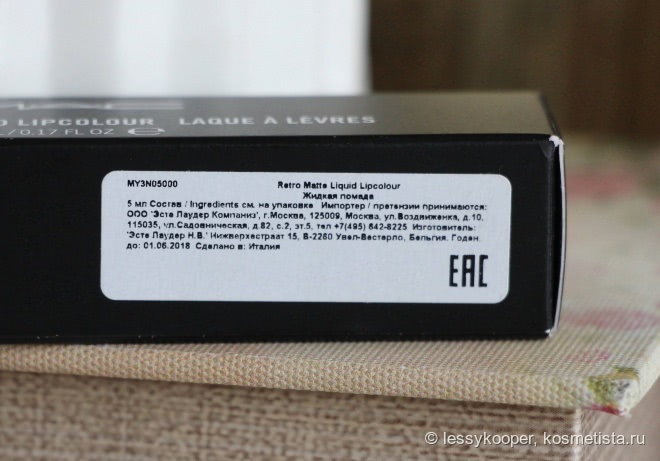 MAC
D LIPCOLOUR LAQUE À LÈVRES
/0.17 FL OZ ℮
MY3N05000 Retro Matte Liquid Lipcolour
Жидкая помада
5 мл Состав / Ingredients см. на упаковке Импортер / претензии принимаются:
ООО 'Эсте Лаудер Компаниз', г.Москва, 125009, Москва, ул.Воздвиженка, д.10,
115035, ул.Садовническая, д.82, с.2, эт.5, тел +7(495) 642-8225 Изготовитель:
'Эсте Лаудер Н.В.' Нижверхестраат 15, B-2260 Увел-Вестерло, Бельгия. Годен
до: 01.06.2018 Сделано в: Италия
EAC
© lessykooper, kosmetista.ru